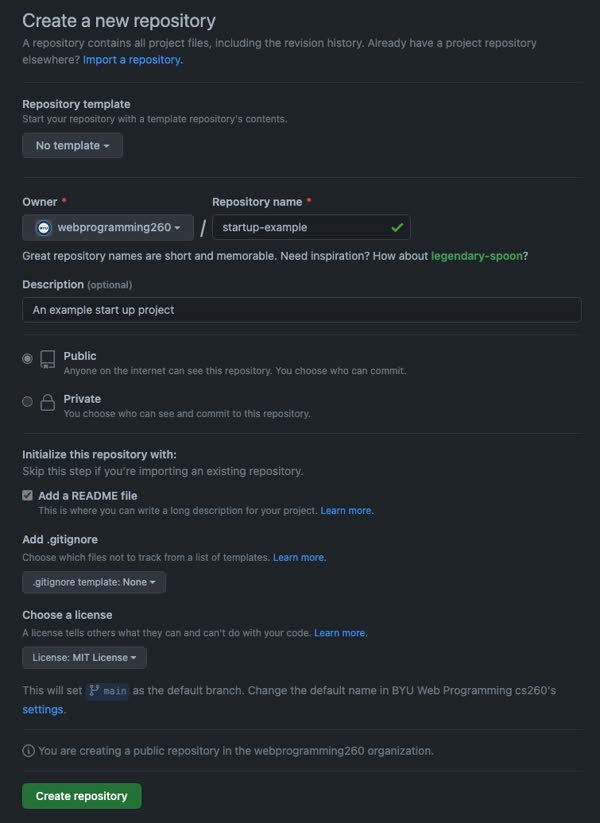 Create a new repository
A repository contains all project files, including the revision history. Already have a project repository
elsewhere? Import a repository.
Repository template
Start your repository with a template repository's contents.
No template
Owner *
Repository name *
webprogramming260
/
startup-example
Great repository names are short and memorable. Need inspiration? How about legendary-spoon?
Description (optional)
An example start up project
Public
Anyone on the internet can see this repository. You choose who can commit.
Private
You choose who can see and commit to this repository.
Initialize this repository with:
Skip this step if you're importing an existing repository.
Add a README file
This is where you can write a long description for your project. Learn more.
Add .gitignore
Choose which files not to track from a list of templates. Learn more.
.gitignore template: None
Choose a license
A license tells others what they can and can't do with your code. Learn more.
License: MIT License
This will set main as the default branch. Change the default name in BYU Web Programming cs260's
settings.
You are creating a public repository in the webprogramming260 organization.
Create repository